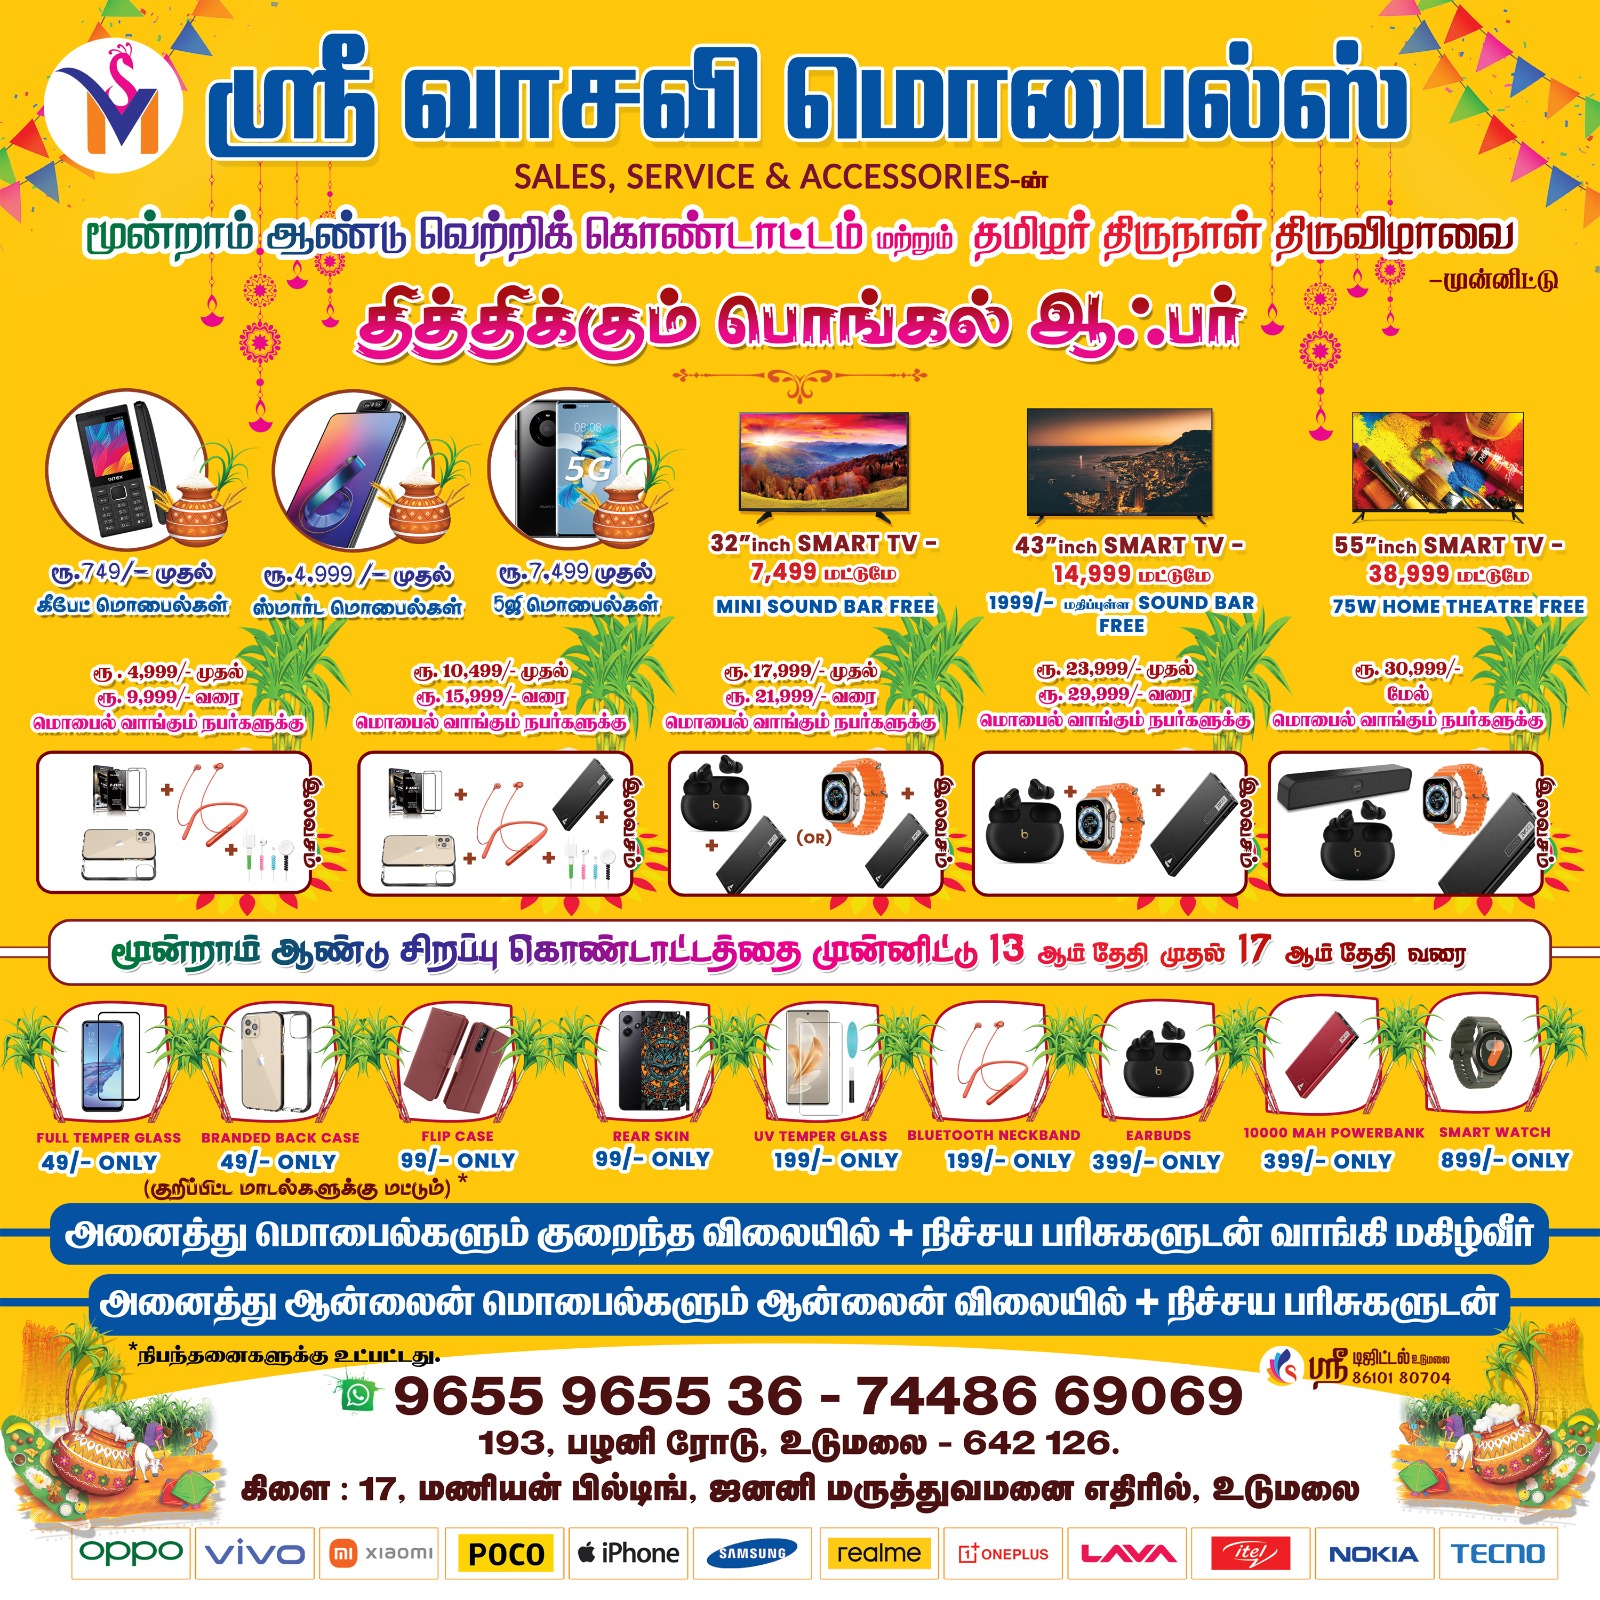 ஸ்ரீ வாசவி மொபைல்ஸ்
SALES, SERVICE & ACCESSORIES-ன்
மூன்றாம் ஆண்டு வெற்றிக் கொண்டாட்டம் மற்றும் தமிழர் திருநாள் திருவிழாவை
-முன்னிட்டு
தித்திக்கும் பொங்கல் ஆஃபர்
08:08
5G
ரூ.749/- முதல்
கீபேட் மொபைல்கள்
ரூ.4,999 /- முதல்
ஸ்மார்ட் மொபைல்கள்
ரூ.7,499 முதல்
5ஜி மொபைல்கள்
32"inch SMART TV -
7,499 மட்டுமே
MINI SOUND BAR FREE
43"inch SMART TV -
14,999 மட்டுமே
1999/- மதிப்புள்ள SOUND BAR
FREE
55"inch SMART TV -
38,999 மட்டுமே
75W HOME THEATRE FREE
ரூ . 4,999/- முதல்
ரூ. 9,999/- வரை
மொபைல் வாங்கும் நபர்களுக்கு
இலவசம்
ரூ. 10,499/- முதல்
ரூ. 15,999/- வரை
மொபைல் வாங்கும் நபர்களுக்கு
இலவசம்
ரூ. 17,999/- முதல்
ரூ. 21,999/- வரை
மொபைல் வாங்கும் நபர்களுக்கு
(OR)
இலவசம்
ரூ. 23,999/- முதல்
ரூ. 29,999/- வரை
மொபைல் வாங்கும் நபர்களுக்கு
இலவசம்
ரூ. 30,999/-
மேல்
மொபைல் வாங்கும் நபர்களுக்கு
இலவசம்
மூன்றாம் ஆண்டு சிறப்பு கொண்டாட்டத்தை முன்னிட்டு 13 ஆம் தேதி முதல் 17 ஆம் தேதி வரை
FULL TEMPER GLASS
49/- ONLY
BRANDED BACK CASE
49/- ONLY
(குறிப்பிட்ட மாடல்களுக்கு மட்டும்) *
FLIP CASE
99/- ONLY
REAR SKIN
99/- ONLY
UV TEMPER GLASS
199/- ONLY
BLUETOOTH NECKBAND
199/- ONLY
EARBUDS
399/- ONLY
10000 MAH POWERBANK
399/- ONLY
SMART WATCH
899/- ONLY
அனைத்து மொபைல்களும் குறைந்த விலையில் + நிச்சய பரிசுகளுடன் வாங்கி மகிழ்வீர்
அனைத்து ஆன்லைன் மொபைல்களும் ஆன்லைன் விலையில் + நிச்சய பரிசுகளுடன்
*நிபந்தனைகளுக்கு உட்பட்டது.
ஸ்ரீ டிஜிட்டல் உடுமலை
86101 80704
9655 9655 36 - 74486 69069
193, பழனி ரோடு, உடுமலை - 642 126.
கிளை : 17, மணியன் பில்டிங், ஜனனி மருத்துவமனை எதிரில், உடுமலை
oppo vivo mi xiaomi POCO iPhone SAMSUNG realme 1+ ONEPLUS LAVA itel NOKIA TECNO